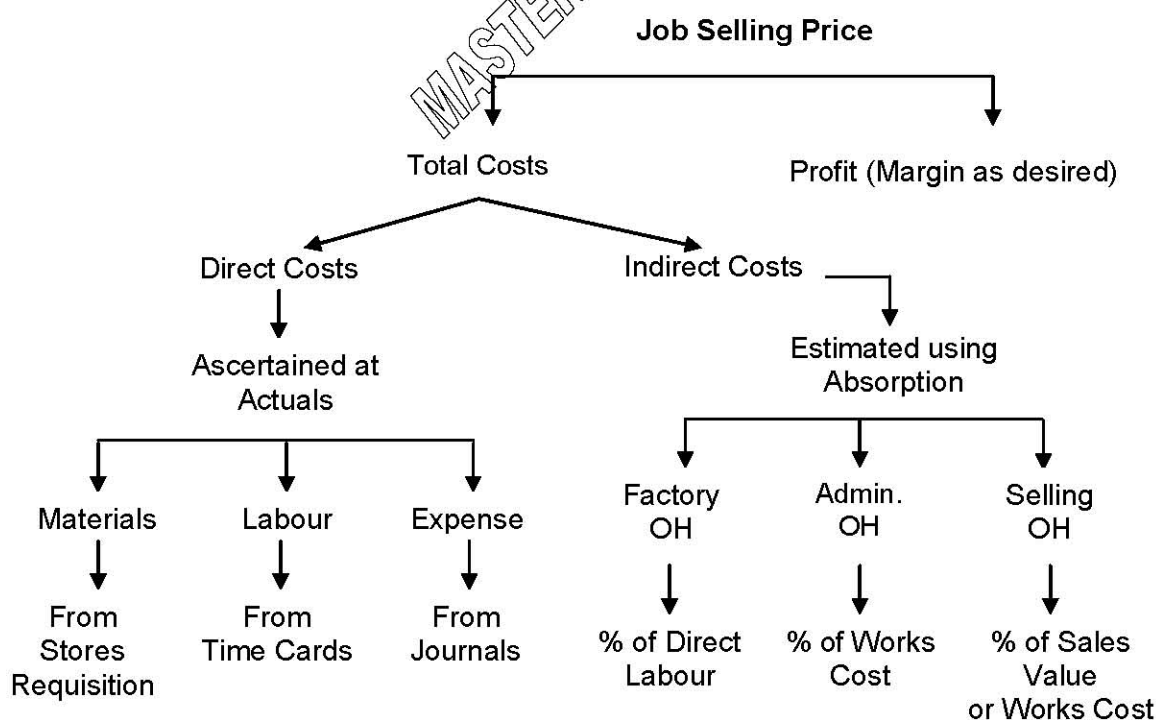 MASTER
Job Selling Price
Total Costs
Profit (Margin as desired)
Direct Costs
Indirect Costs
Ascertained at
Actuals
Estimated using
Absorption
Materials
Labour
Expense
Factory
OH
Admin.
OH
Selling
OH
From
Stores
Requisition
From
Time Cards
From
Journals
% of Direct
Labour
% of Works
Cost
% of Sales
Value
or Works Cost